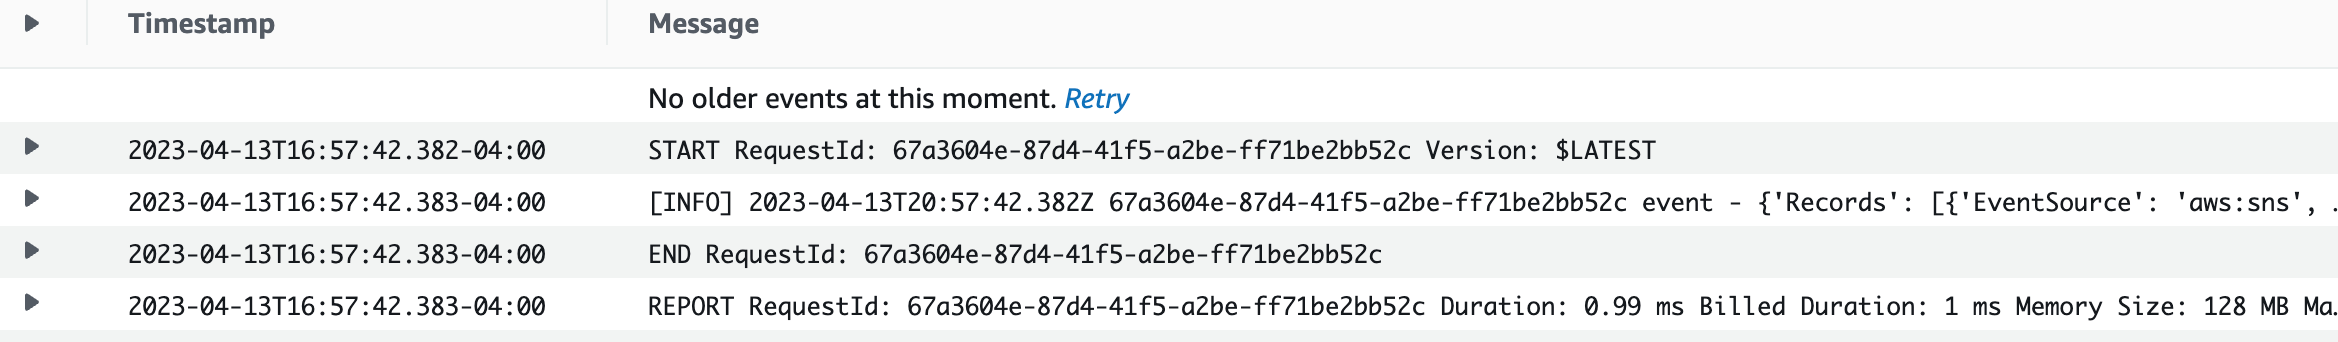 Timestamp Message
No older events at this moment. Retry
2023-04-13T16:57:42.382-04:00 START RequestId: 67a3604e-87d4-41f5-a2be-ff71be2bb52c Version: $LATEST
2023-04-13T16:57:42.383-04:00 [INFO] 2023-04-13T20:57:42.382Z 67a3604e-87d4-41f5-a2be-ff71be2bb52c event - {'Records': [{'EventSource': 'aws:sns', ..
2023-04-13T16:57:42.383-04:00 END RequestId: 67a3604e-87d4-41f5-a2be-ff71be2bb52c
2023-04-13T16:57:42.383-04:00 REPORT RequestId: 67a3604e-87d4-41f5-a2be-ff71be2bb52c Duration: 0.99 ms Billed Duration: 1 ms Memory Size: 128 MB Ma..